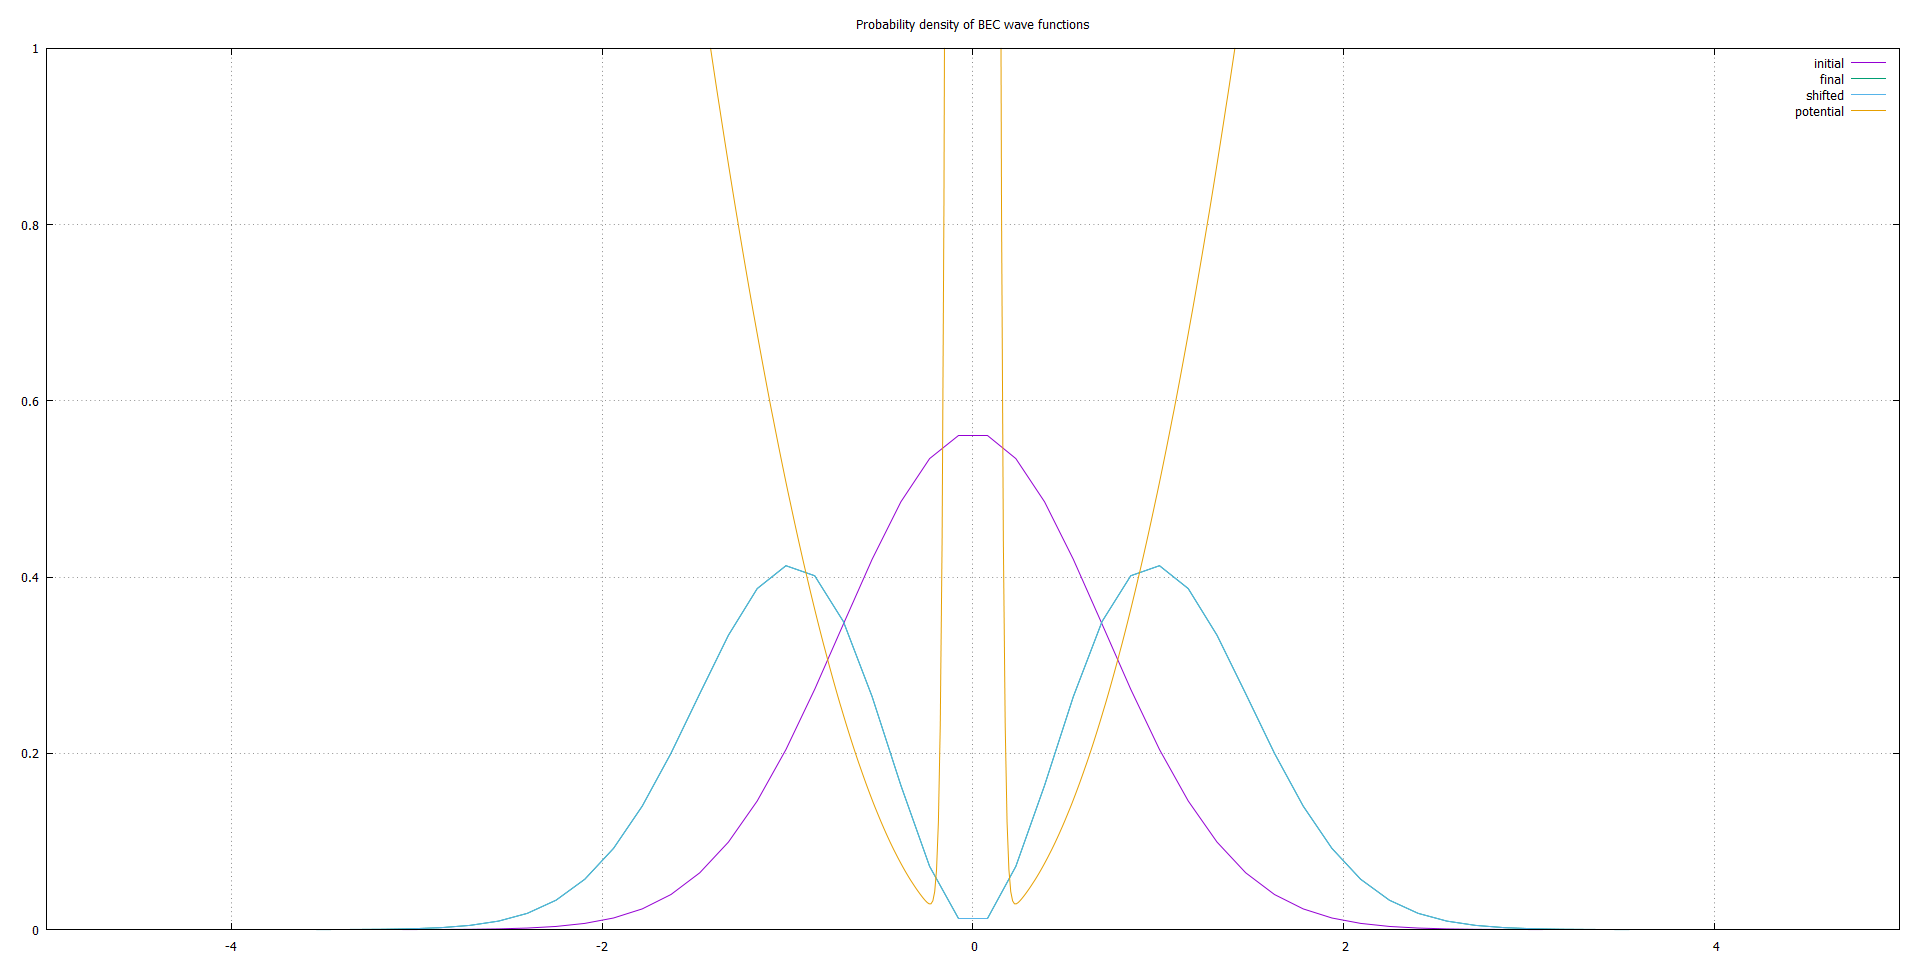 Probability density of BEC wave functions
1
0.8
0.6
0.4
0.2
0
-4
-2
0
2
4
initial
final
shifted
potential